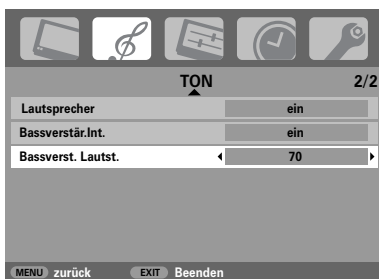 TON 2/2
Lautsprecher ein
Bassverstär.Int. ein
Bassverst. Lautst. 70
MENU zurück EXIT Beenden